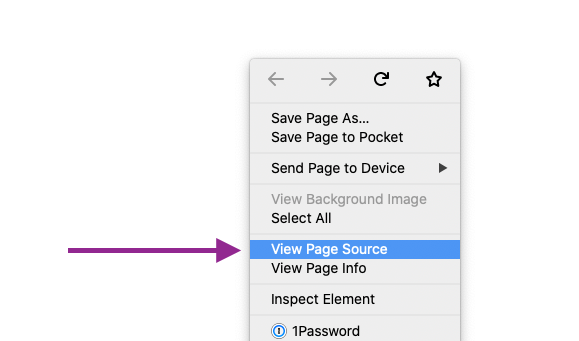 Save Page As...
Save Page to Pocket
Send Page to Device
View Background Image
Select All
View Page Source
View Page Info
Inspect Element
1Password